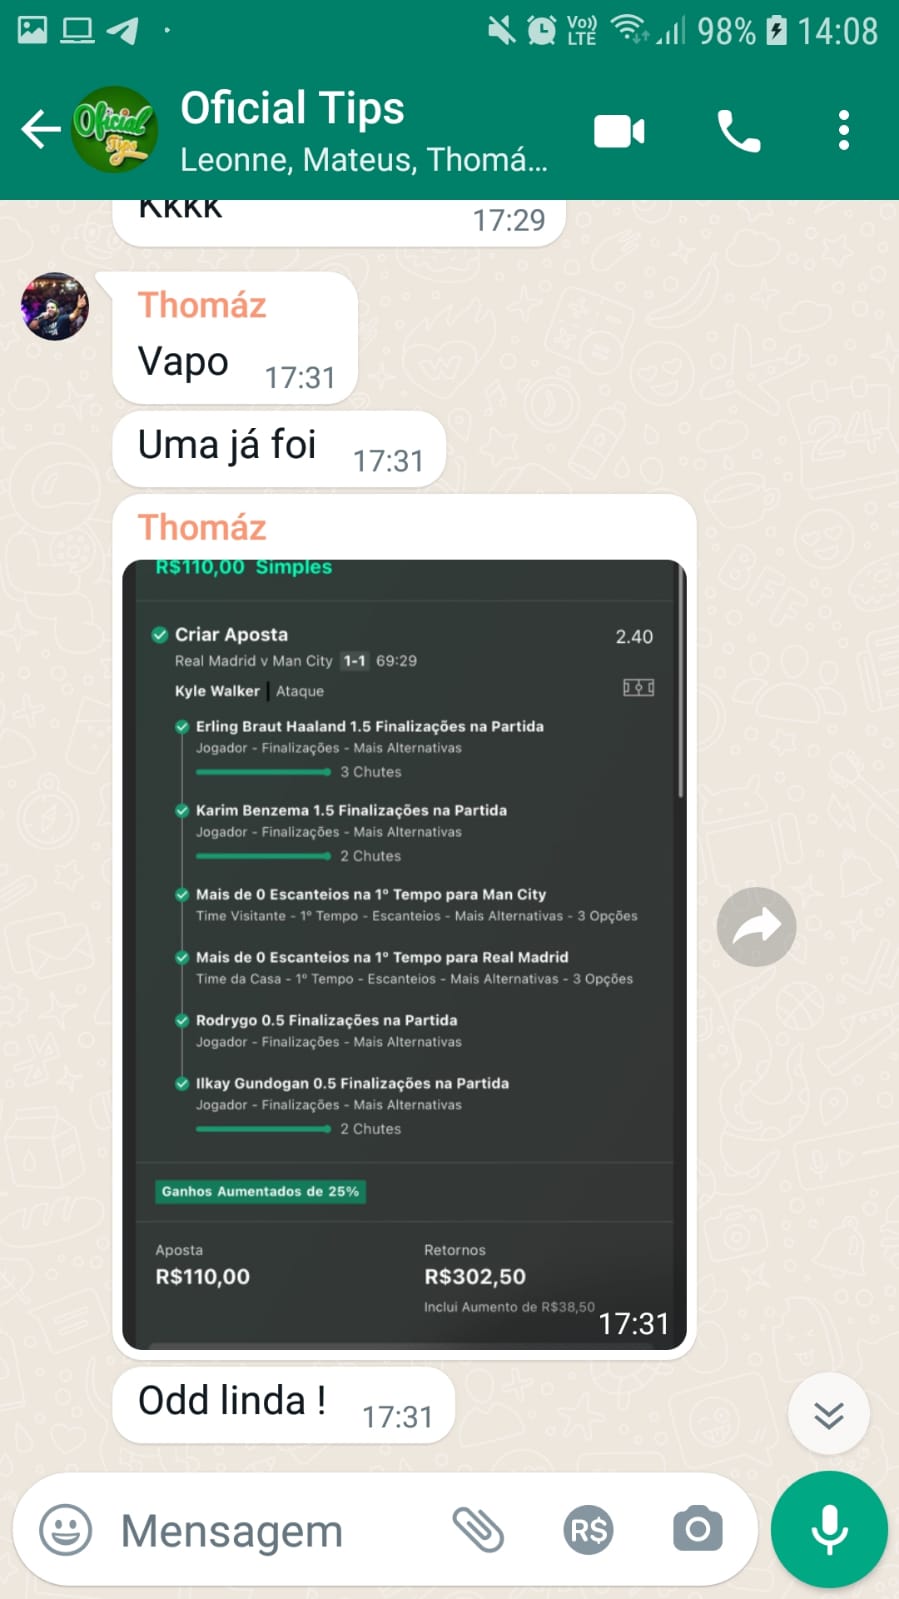 Vo))
LTE
98%
14:08
Oficial Tips
Oficial Tips
Leonne, Mateus, Thomá...
KKKK
17:29
Thomáz
Vapo
17:31
Uma já foi
17:31
Thomáz
R$110,00 Simples
Criar Aposta
2.40
Real Madrid v Man City 1-1 69:29
Kyle Walker | Ataque
Erling Braut Haaland 1.5 Finalizações na Partida
Jogador - Finalizações - Mais Alternativas
3 Chutes
Karim Benzema 1.5 Finalizações na Partida
Jogador - Finalizações - Mais Alternativas
2 Chutes
Mais de 0 Escanteios na 1º Tempo para Man City
Time Visitante - 1º Tempo - Escanteios - Mais Alternativas - 3 Opções
Mais de 0 Escanteios na 1º Tempo para Real Madrid
Time da Casa - 1º Tempo - Escanteios - Mais Alternativas - 3 Opções
Rodrygo 0.5 Finalizações na Partida
Jogador - Finalizações - Mais Alternativas
Ilkay Gundogan 0.5 Finalizações na Partida
Jogador - Finalizações - Mais Alternativas
2 Chutes
Ganhos Aumentados de 25%
Aposta
Retornos
R$110,00
R$302,50
Inclui Aumento de R$38,50
17:31
Odd linda !
17:31
Mensagem
R$